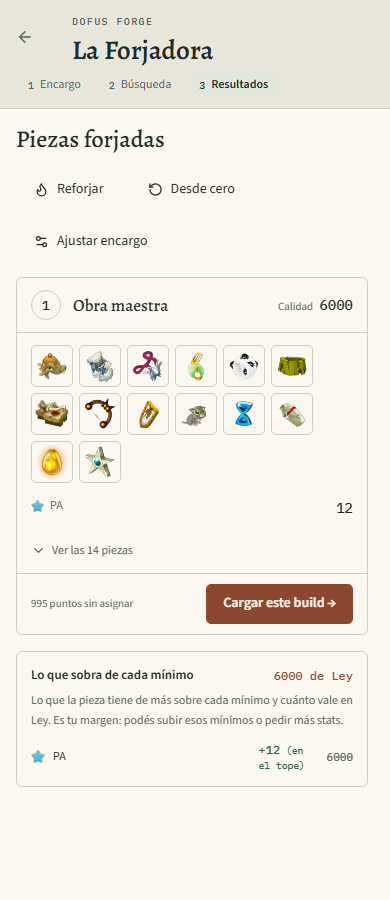 DOFUS FORGE
La Forjadora
1 Encargo 2 Búsqueda 3 Resultados
Piezas forjadas
Reforjar Desde cero
Ajustar encargo
1 Obra maestra Calidad 6000
PA 12
Ver las 14 piezas
995 puntos sin asignar Cargar este build →
Lo que sobra de cada mínimo 6000 de Ley
Lo que la pieza tiene de más sobre cada mínimo y cuánto vale en
Ley. Es tu margen: podés subir esos mínimos o pedir más stats.
PA +12 (en el tope) 6000